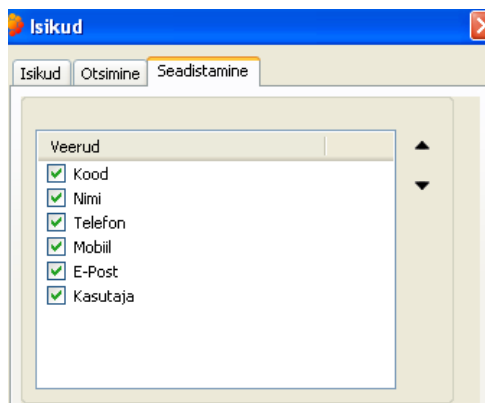 Isikud
Isikud Otsimine Seadistamine
Veerud
Kood
Nimi
Telefon
Mobiil
E-Post
Kasutaja